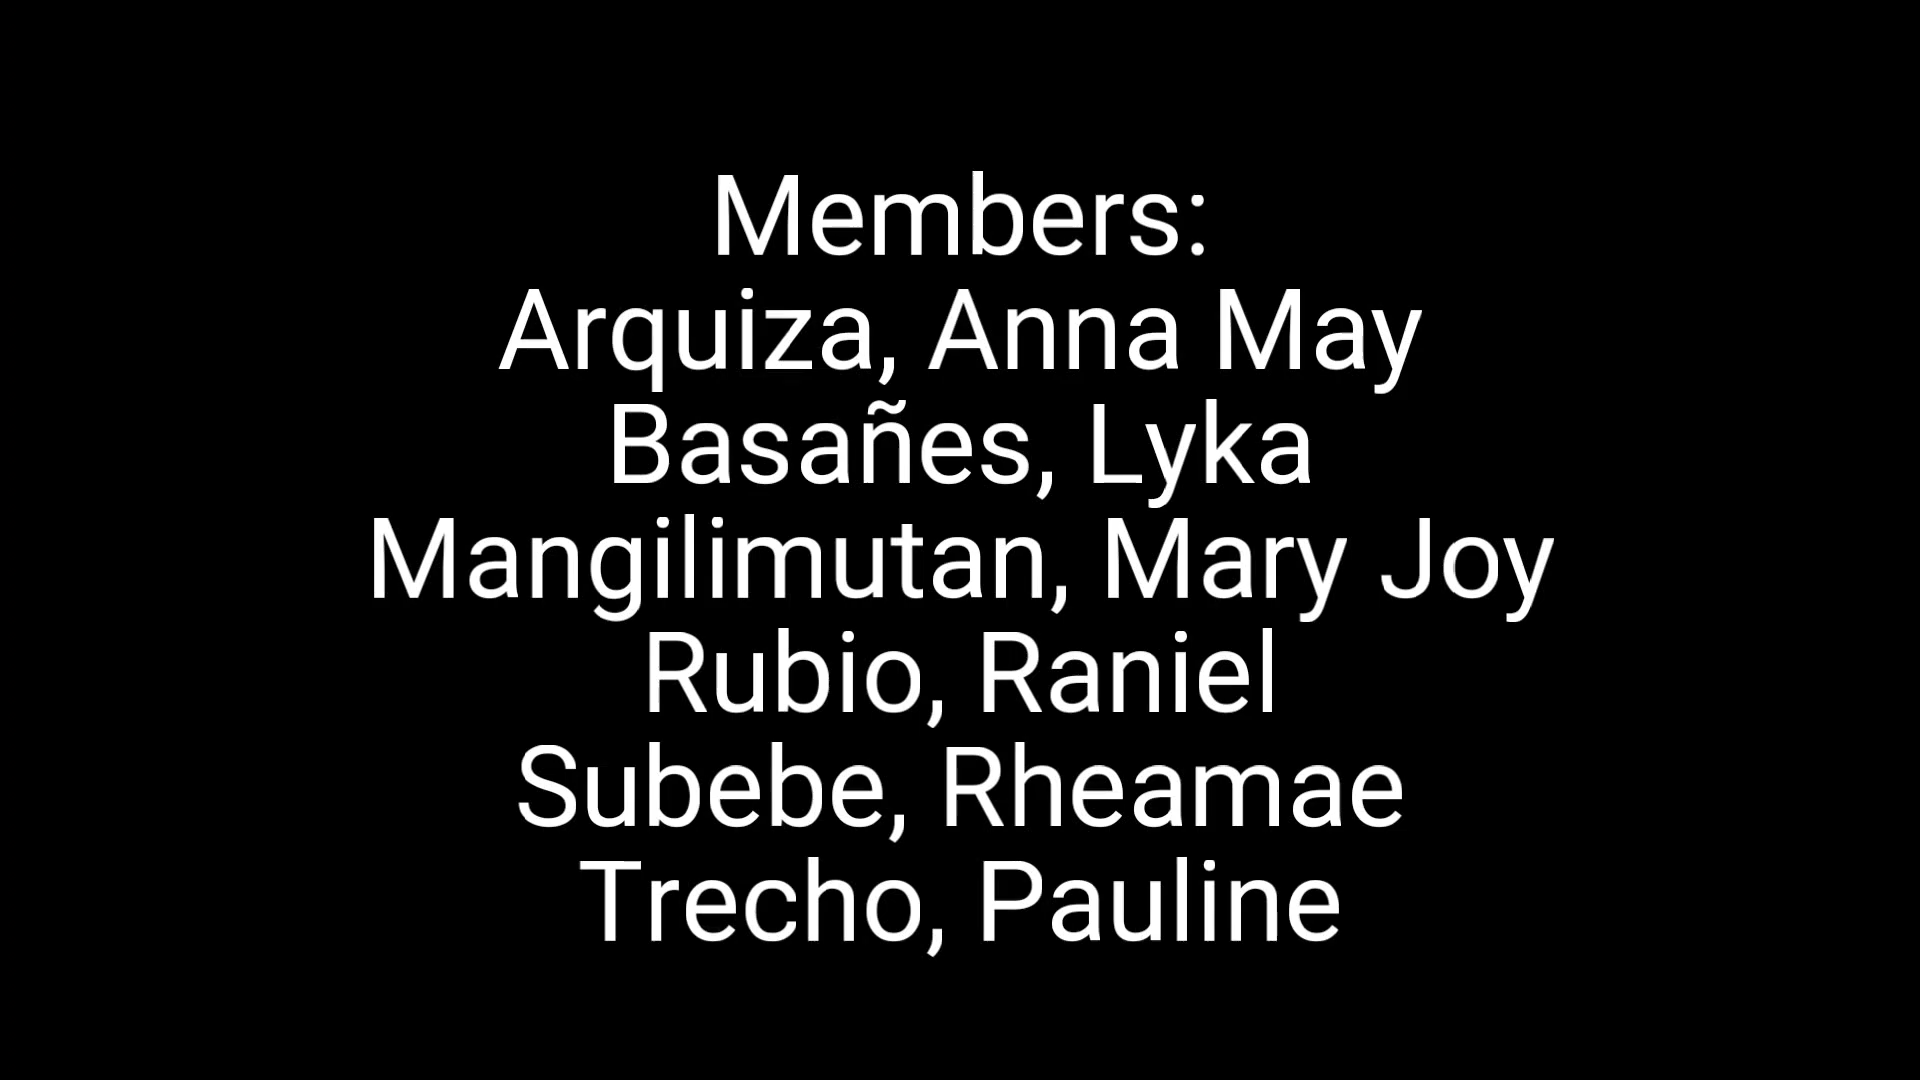 Members:
Arquiza, Anna May
Basañes, Lyka
Mangilimutan, Mary Joy
Rubio, Raniel
Subebe, Rheamae
Trecho, Pauline